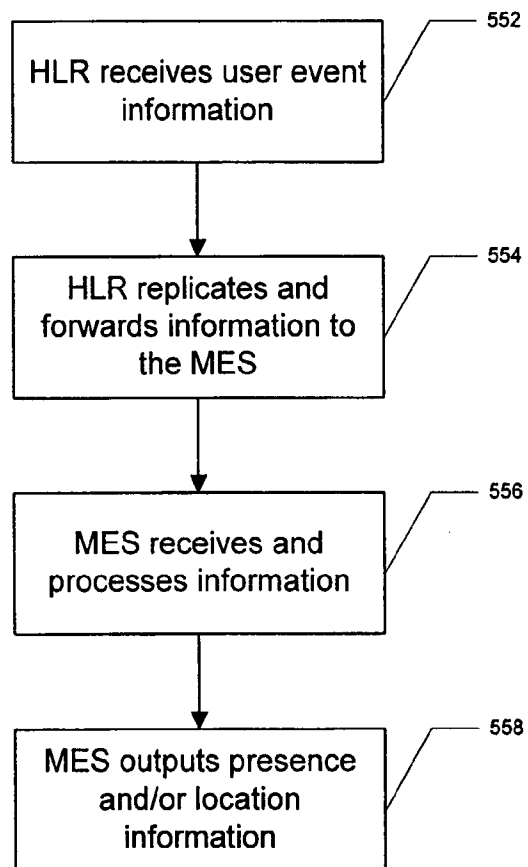 552
HLR receives user event
information
554
HLR replicates and
forwards information to
the MES
556
MES receives and
processes information
558
MES outputs presence
and/or location
information